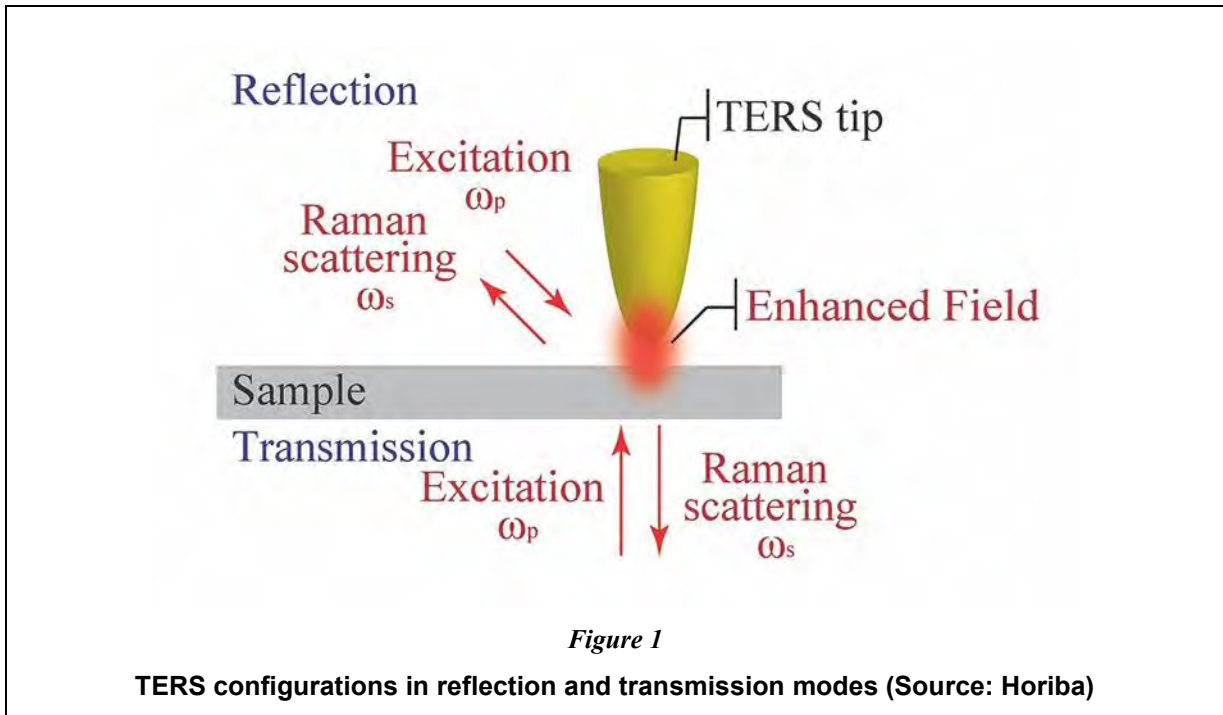 Reflection
TERS tip
Excitation
ωp
Raman
scattering
ωs
Enhanced Field
Sample
Transmission
Excitation
ωp
Raman
scattering
ωs
Figure 1
TERS configurations in reflection and transmission modes (Source: Horiba)